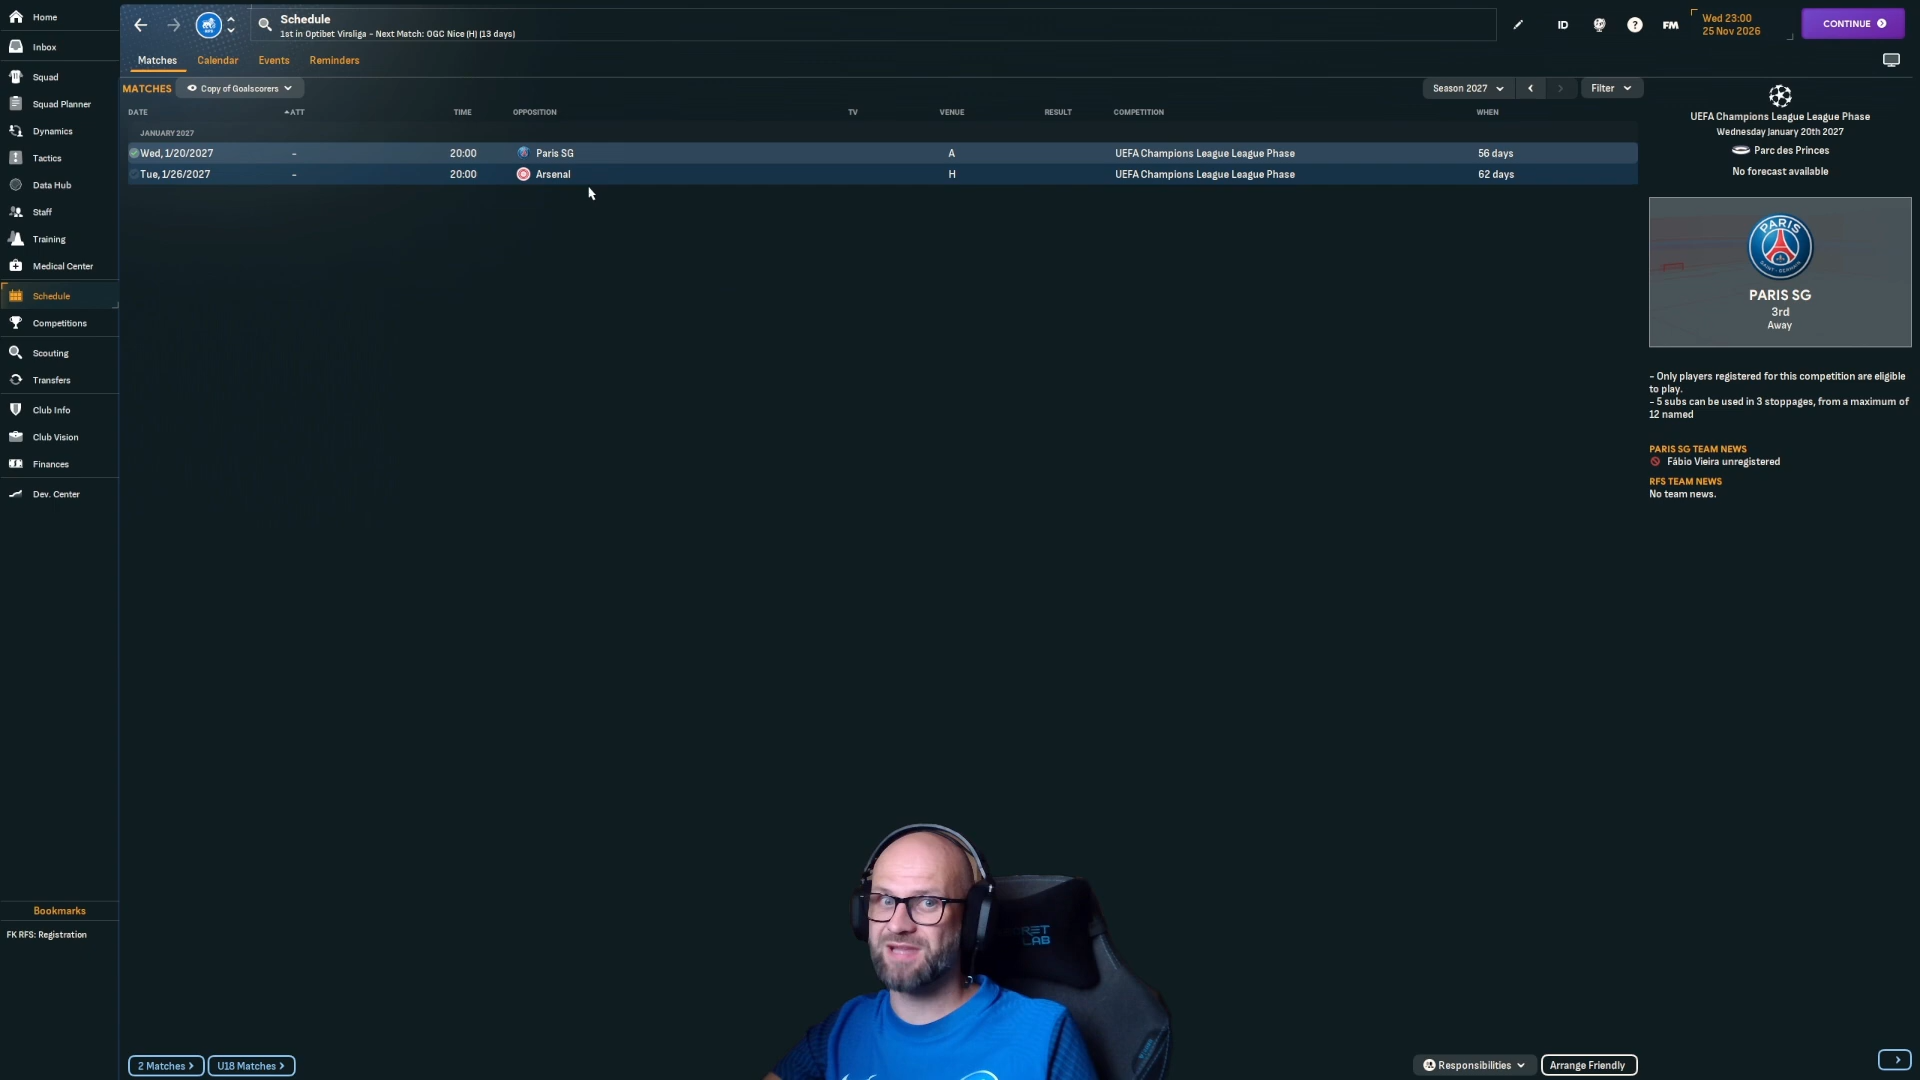 Home
Inbox
Squad
Squad Planner
Dynamics
Tactics
Data Hub
Staff
Training
Medical Center
Schedule
Competitions
Scouting
Transfers
Club Info
Club Vision
Finances
Dev. Center
Bookmarks
FK RFS: Registration
Schedule
1st in Optibet Virsliga - Next Match: OGC Nice (H) (13 days)
ID
?
FM
Wed 23:00
25 Nov 2026
CONTINUE
Matches Calendar Events Reminders
MATCHES Copy of Goalscorers
Season 2027 Filter
DATE ATT TIME OPPOSITION TV VENUE RESULT COMPETITION WHEN
JANUARY 2027
Wed, 1/20/2027 - 20:00 Paris SG A UEFA Champions League League Phase 56 days
Tue, 1/26/2027 - 20:00 Arsenal H UEFA Champions League League Phase 62 days
UEFA Champions League League Phase
Wednesday January 20th 2027
Parc des Princes
No forecast available
PARIS
SAINT-GERMAIN
PARIS SG
3rd
Away
- Only players registered for this competition are eligible
to play.
- 5 subs can be used in 3 stoppages, from a maximum of
12 named
PARIS SG TEAM NEWS
Fábio Vieira unregistered
RFS TEAM NEWS
No team news.
LAB
2 Matches > U18 Matches >
Responsibilities Arrange Friendly